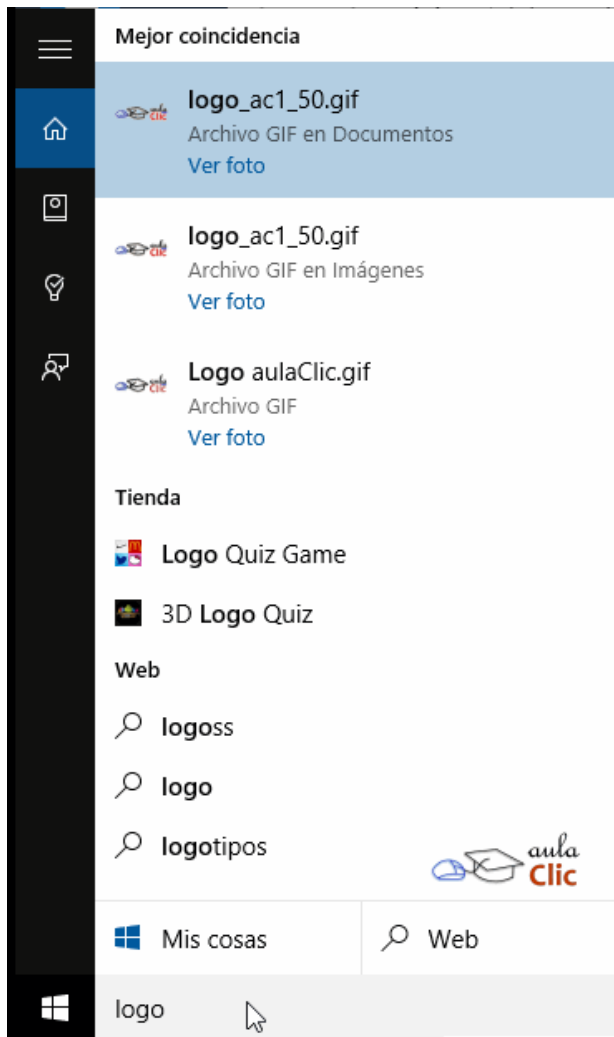 Mejor coincidencia
logo_ac1_50.gif
Archivo GIF en Documentos
Ver foto
logo_ac1_50.gif
Archivo GIF en Imágenes
Ver foto
Logo aulaClic.gif
Archivo GIF
Ver foto
Tienda
Logo Quiz Game
3D Logo Quiz
Web
logoss
logo
logotipos
aula
Clic
Mis cosas
Web
logo